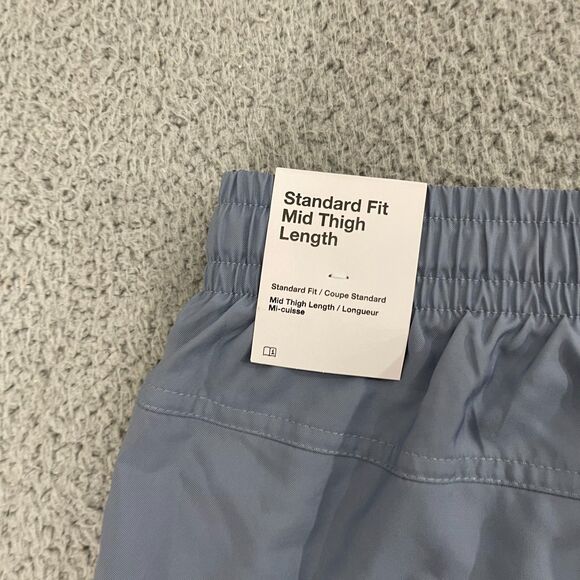 Standard Fit
Mid Thigh
Length
Standard Fit / Coupe Standard
Mid Thigh Length / Longueur
Mi-cuisse